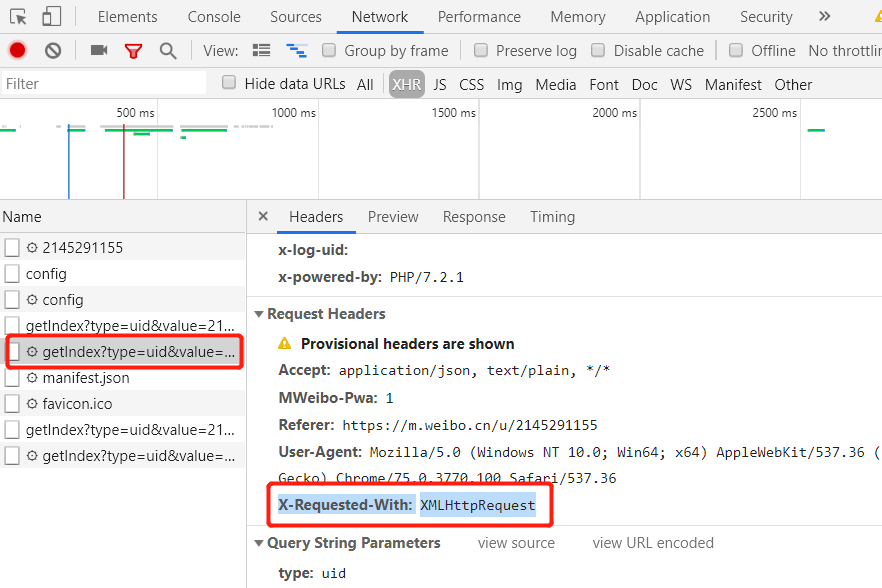 Elements Console Sources Network Performance Memory Application Security
View: Group by frame Preserve log Disable cache Offline No throttlin
Filter Hide data URLs All XHR JS CSS Img Media Font Doc WS Manifest Other
500 ms 1000 ms 1500 ms 2000 ms 2500 ms
Name
2145291155
config
config
getIndex?type=uid&value=21...
getIndex?type=uid&value=...
manifest.json
favicon.ico
getIndex?type=uid&value=21...
getIndex?type=uid&value=...
Headers Preview Response Timing
x-log-uid:
x-powered-by: PHP/7.2.1
Request Headers
Provisional headers are shown
Accept: application/json, text/plain, */*
MWeibo-Pwa: 1
Referer: https://m.weibo.cn/u/2145291155
User-Agent: Mozilla/5.0 (Windows NT 10.0; Win64; x64) AppleWebKit/537.36 (
Gecko) Chrome/75.0.3770.100 Safari/537.36
X-Requested-With: XMLHttpRequest
Query String Parameters view source view URL encoded
type: uid